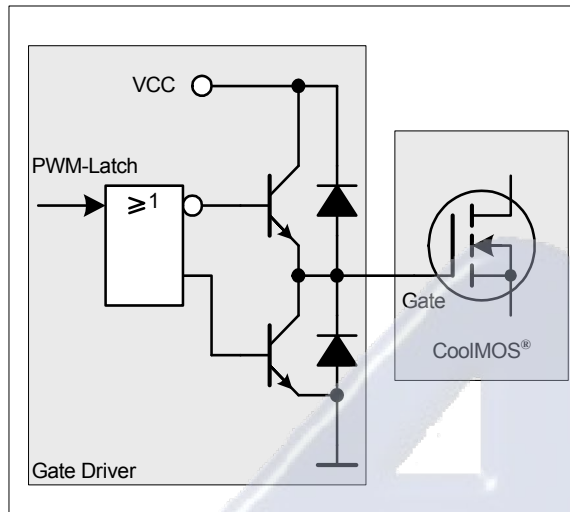 VCC
PWM-Latch
≥1
Gate
CoolMOS®
Gate Driver